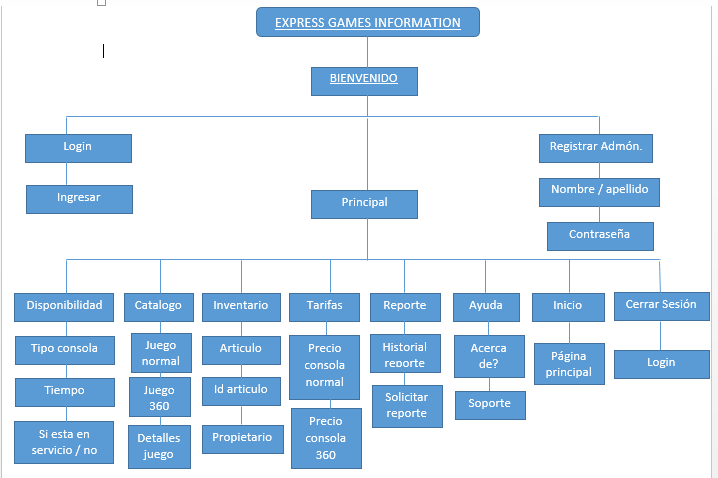 EXPRESS GAMES INFORMATION
BIENVENIDO
Login
Ingresar
Principal
Registrar Admón.
Nombre / apellido
Contraseña
Disponibilidad
Tipo consola
Tiempo
Si esta en
servicio / no
Catalogo
Juego
normal
Juego
360
Detalles
juego
Inventario
Articulo
Id articulo
Propietario
Tarifas
Precio
consola
normal
Precio
consola
360
Reporte
Historial
reporte
Solicitar
reporte
Ayuda
Acerca
de?
Soporte
Inicio
Página
principal
Cerrar Sesión
Login